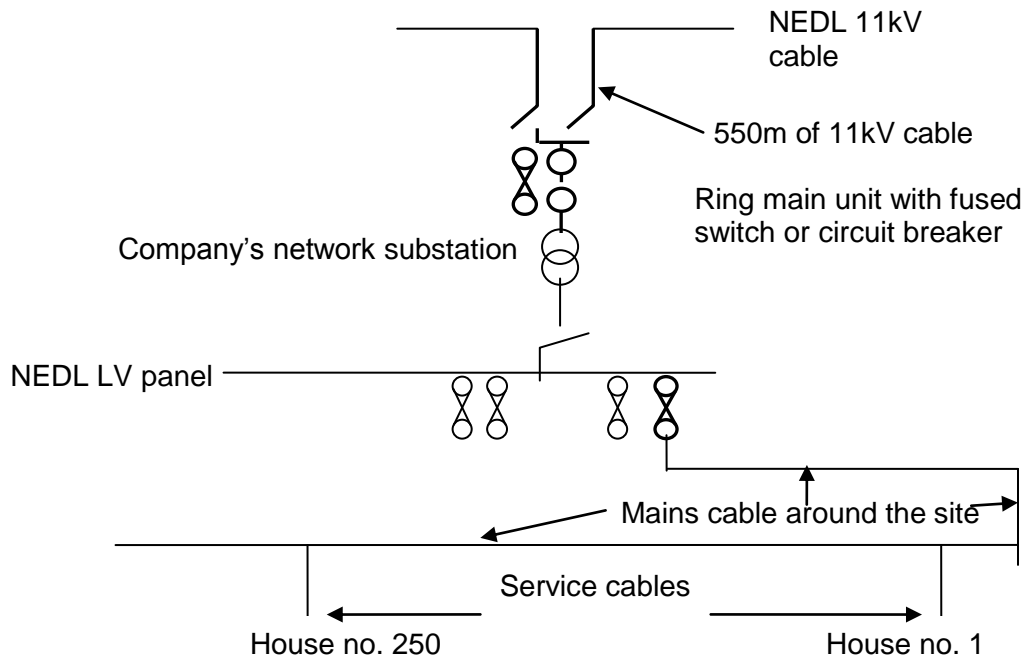 NEDL 11kV
cable
550m of 11kV cable
Ring main unit with fused
switch or circuit breaker
Company's network substation
NEDL LV panel
Mains cable around the site
Service cables
House no. 250
House no. 1